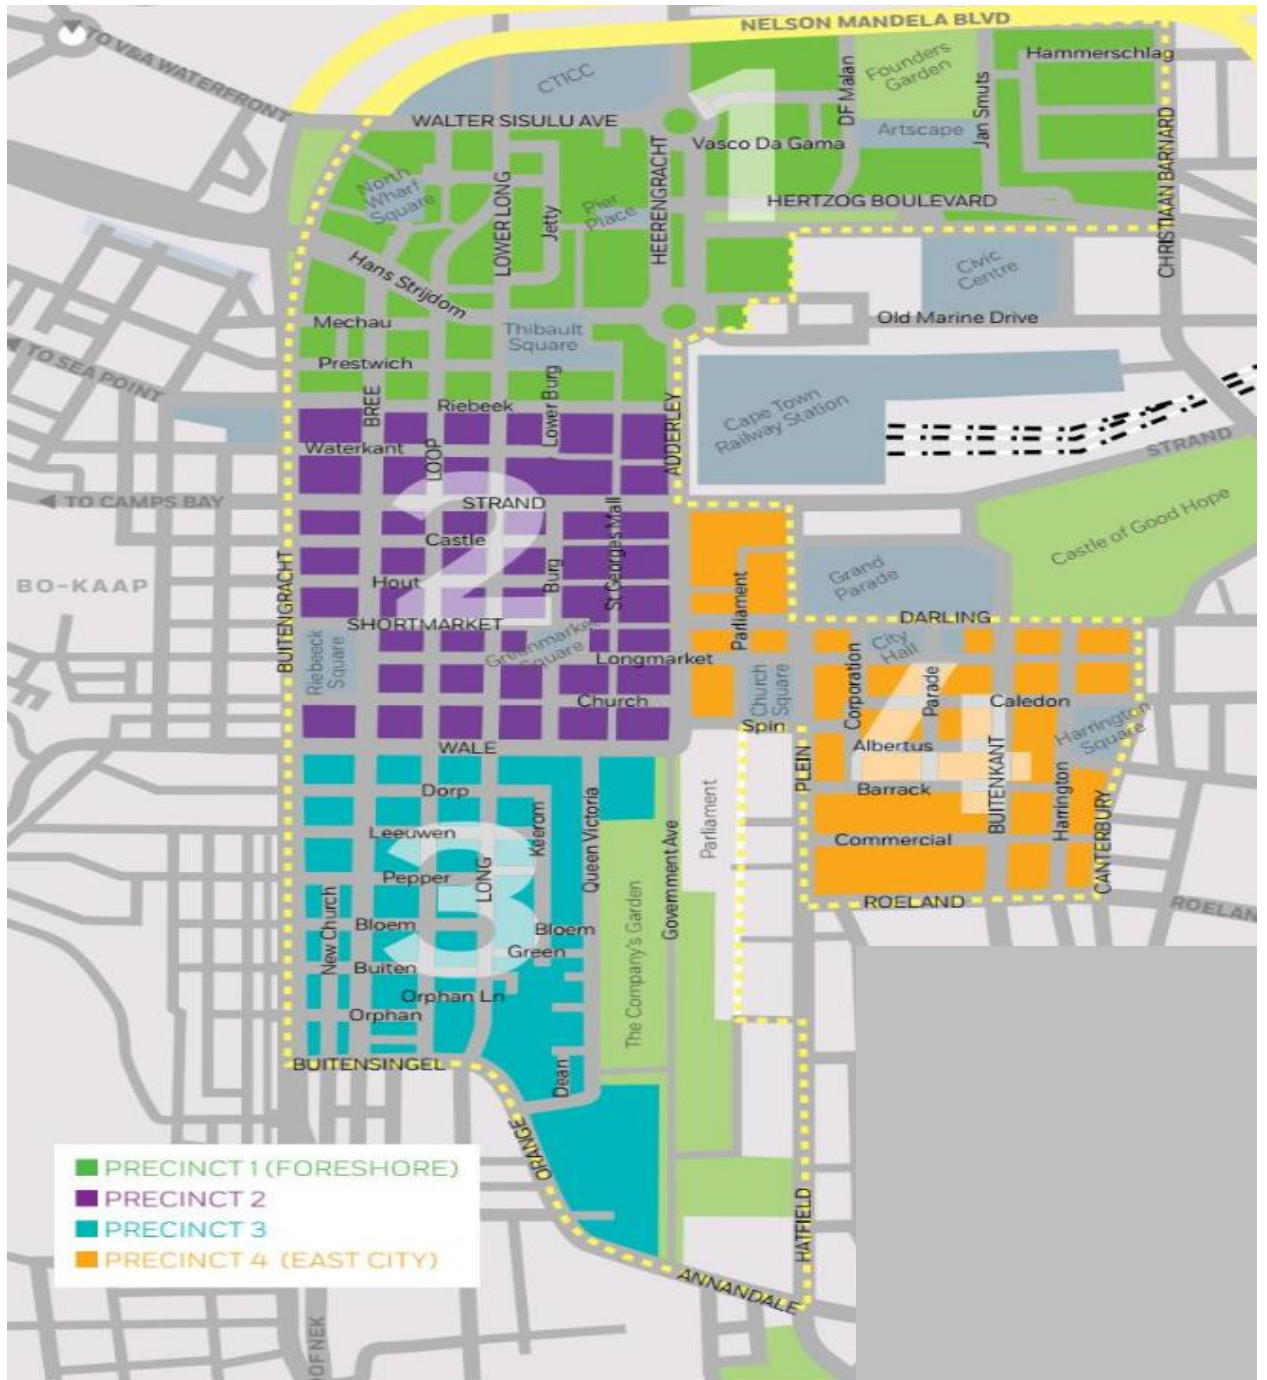 NELSON MANDELA BLVD
TO V&A WATERFRONT
Hammerschlag
Founders
Garden
CTICC
DF Malan
Jan Smuts
1
WALTER SISULU AVE
Artscape
Vasco Da Gama
CHRISTIAAN BARNARD
North
Wharf
Square
LOWER LONG
Jetty
Pier
Place
HEERENGRACHT
HERTZOG BOULEVARD
Hans Strijdom
Civic
Centre
Mechau
Thibault
Square
Old Marine Drive
TO SEA POINT
Prestwich
BREE
Riebeek
Lower Burg
ADDERLEY
Cape Town
Railway Station
STRAND
Waterkant
LOOP
2
TO CAMPS BAY
STRAND
Castle
St Georges Mall
Castle of Good Hope
BO-KAAP
BUITENGRACHT
Hout
Burg
Parliament
Grand
Parade
SHORTMARKET
DARLING
Riebeeck
Square
Greenmarket
Square
Longmarket
Corporation
City
Hall
4
Church
Church
Square
Parade
Caledon
Spin
Harrington
Square
WALE
Albertus
PLEIN
BUITENKANT
Dorp
Barrack
Parliament
Keerom
Queen Victoria
Harrington
CANTERBURY
Leeuwen
3
Government Ave
Commercial
Pepper
LONG
ROELAND
ROELAN
New Church
Bloem
Bloem
The Company's Garden
Green
Buiten
Orphan Ln
Orphan
BUITENSINGEL
Dean
ORANGE
HATFIELD
ANNANDALE
PRECINCT 1 (FORESHORE)
PRECINCT 2
PRECINCT 3
PRECINCT 4 (EAST CITY)
OFNEK